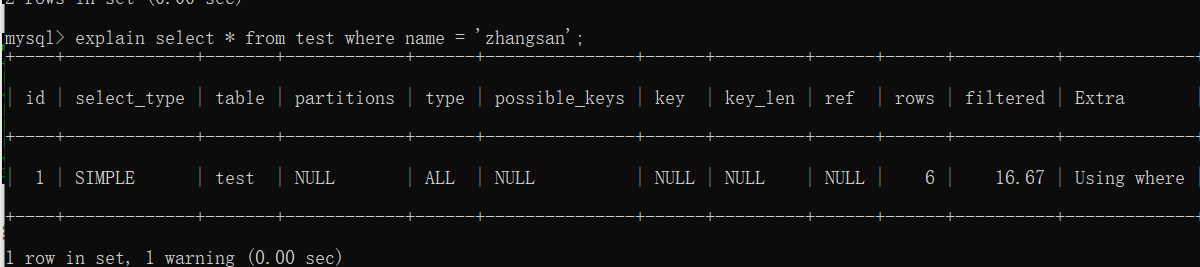 2 rows in set (0.00 sec)
mysql> explain select * from test where name = 'zhangsan';
+----+-------------+-------+------------+------+---------------+------+---------+------+------+----------+-------------+
| id | select_type | table | partitions | type | possible_keys | key | key_len | ref | rows | filtered | Extra |
+----+-------------+-------+------------+------+---------------+------+---------+------+------+----------+-------------+
| 1 | SIMPLE | test | NULL | ALL | NULL | NULL | NULL | NULL | 6 | 16.67 | Using where |
+----+-------------+-------+------------+------+---------------+------+---------+------+------+----------+-------------+
1 row in set, 1 warning (0.00 sec)